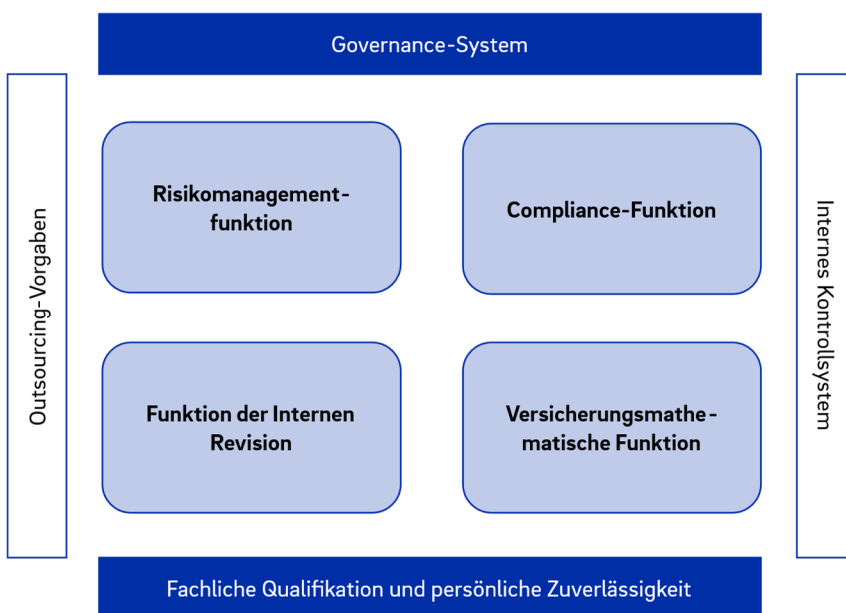 Governance-System
Outsourcing-Vorgaben
Risikomanagement-
funktion
Compliance-Funktion
Internes Kontrollsystem
Funktion der Internen
Revision
Versicherungsmathe-
matische Funktion
Fachliche Qualifikation und persönliche Zuverlässigkeit